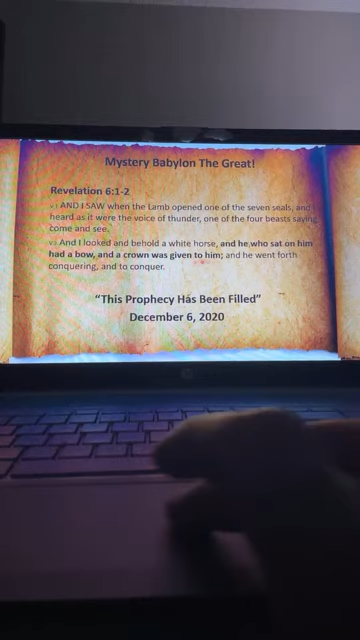 Mystery Babylon The Great!
Revelation 6:1-2
V.1 AND I SAW when the Lamb opened one of the seven seals, and I
heard as it were the voice of thunder, one of the four beasts saying,
come and see.
V.2 And I looked and behold a white horse, and he who sat on him
had a bow, and a crown was given to him; and he went forth
conquering, and to conquer.
“This Prophecy Has Been Filled”
December 6, 2020